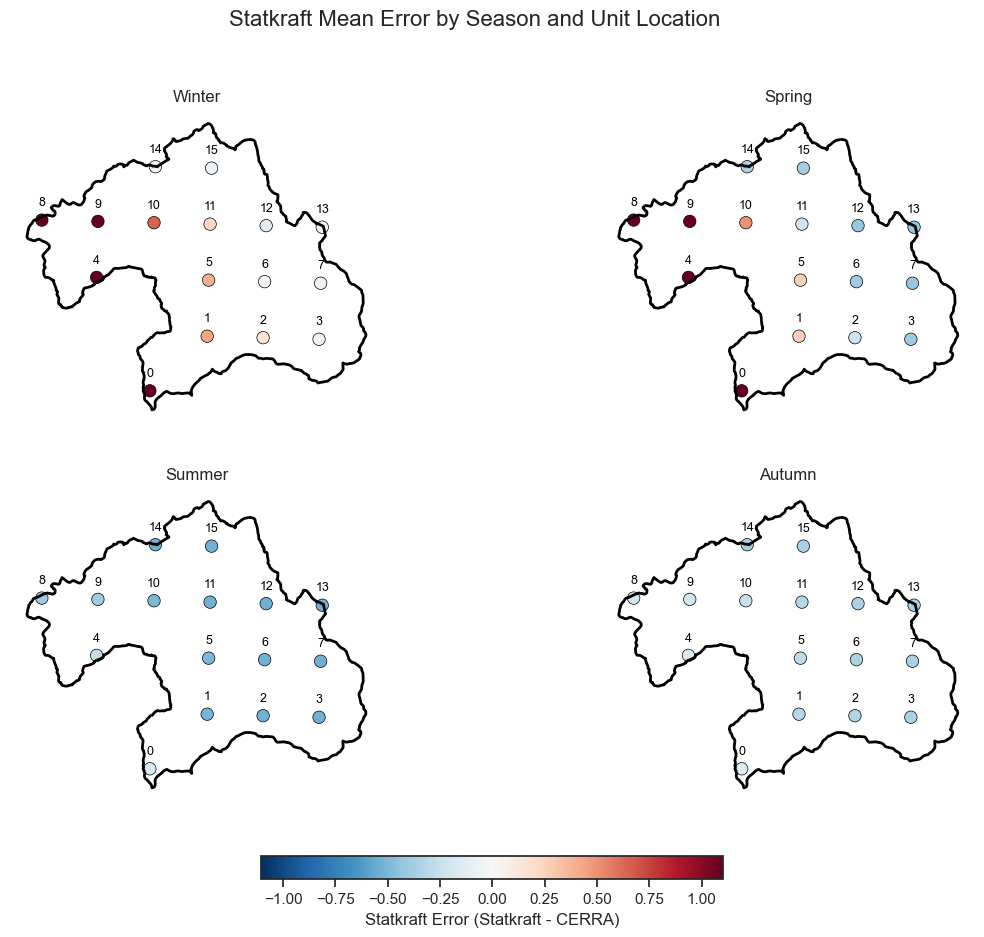 Statkraft Mean Error by Season and Unit Location
Winter
14 15
8 9 10 11 12 13
4 5 6 7
1 2 3
0
Spring
14 15
8 9 10 11 12 13
4 5 6 7
1 2 3
0
Summer
14 15
8 9 10 11 12 13
4 5 6 7
1 2 3
0
Autumn
14 15
8 9 10 11 12 13
4 5 6 7
1 2 3
0
−1.00 −0.75 −0.50 −0.25 0.00 0.25 0.50 0.75 1.00
Statkraft Error (Statkraft - CERRA)